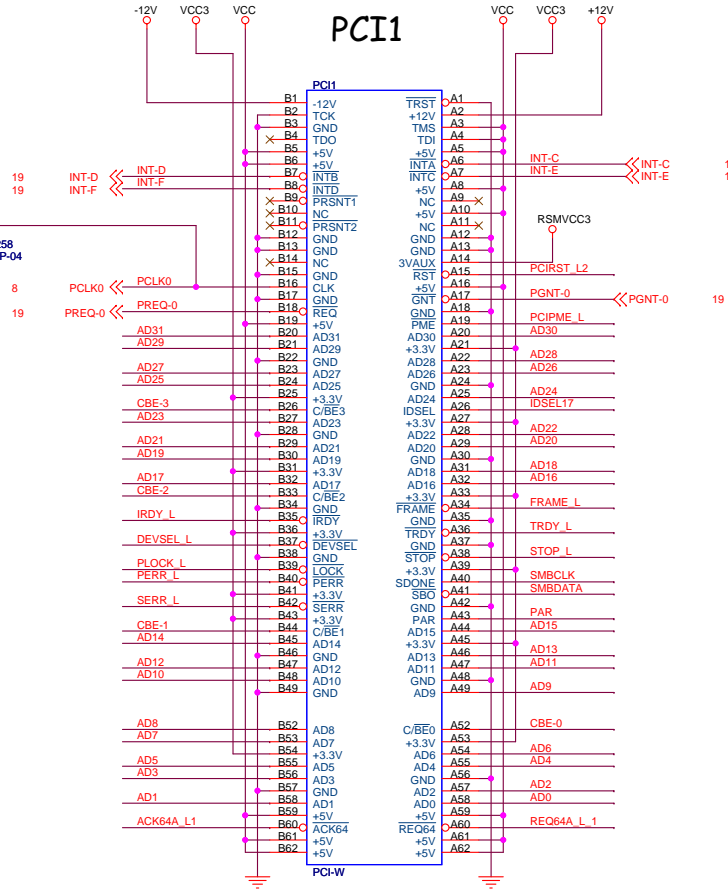 -12V VCC3 VCC VCC VCC3 +12V
PCI1
PCI1
B1 -12V TRST A1
B2 TCK +12V A2
B3 GND TMS A3
B4 TDO TDI A4
B5 +5V +5V A5
B6 +5V INTA A6 INT-C INT-C 1
19 INT-D INT-D B7 INTB INTC A7 INT-E INT-E 1
19 INT-F INT-F B8 INTD +5V A8
B9 PRSNT1 NC A9
B10 NC +5V A10
B11 PRSNT2 NC A11
RSMVCC3
B12 GND GND A12
58
B13 GND GND A13
P-04
B14 NC 3VAUX A14
B15 GND RST A15 PCIRST_L2
8 PCLK0 PCLK0 B16 CLK +5V A16
B17 GND GNT A17 PGNT-0 PGNT-0 19
19 PREQ-0 PREQ-0 B18 REQ GND A18
B19 +5V PME A19 PCIPME_L
AD31 B20 AD31 AD30 A20 AD30
AD29 B21 AD29 +3.3V A21
B22 GND AD28 A22 AD28
AD27 B23 AD27 AD26 A23 AD26
AD25 B24 AD25 GND A24
B25 +3.3V AD24 A25 AD24
CBE-3 B26 C/BE3 IDSEL A26 IDSEL17
AD23 B27 AD23 +3.3V A27
B28 GND AD22 A28 AD22
AD21 B29 AD21 AD20 A29 AD20
AD19 B30 AD19 GND A30
B31 +3.3V AD18 A31 AD18
AD17 B32 AD17 AD16 A32 AD16
CBE-2 B33 C/BE2 +3.3V A33
B34 GND FRAME A34 FRAME_L
IRDY_L B35 IRDY GND A35
B36 +3.3V TRDY A36 TRDY_L
DEVSEL_L B37 DEVSEL GND A37
B38 GND STOP A38 STOP_L
PLOCK_L B39 LOCK +3.3V A39
PERR_L B40 PERR SDONE A40 SMBCLK
B41 +3.3V SBO A41 SMBDATA
SERR_L B42 SERR GND A42
B43 +3.3V PAR A43 PAR
CBE-1 B44 C/BE1 AD15 A44 AD15
AD14 B45 AD14 +3.3V A45
B46 GND AD13 A46 AD13
AD12 B47 AD12 AD11 A47 AD11
AD10 B48 AD10 GND A48
B49 GND AD9 A49 AD9
AD8 B52 AD8 C/BE0 A52 CBE-0
AD7 B53 AD7 +3.3V A53
B54 +3.3V AD6 A54 AD6
AD5 B55 AD5 AD4 A55 AD4
AD3 B56 AD3 GND A56
B57 GND AD2 A57 AD2
AD1 B58 AD1 AD0 A58 AD0
B59 +5V +5V A59
ACK64A_L1 B60 ACK64 REQ64 A60 REQ64A_L_1
B61 +5V +5V A61
B62 +5V +5V A62
PCI-W